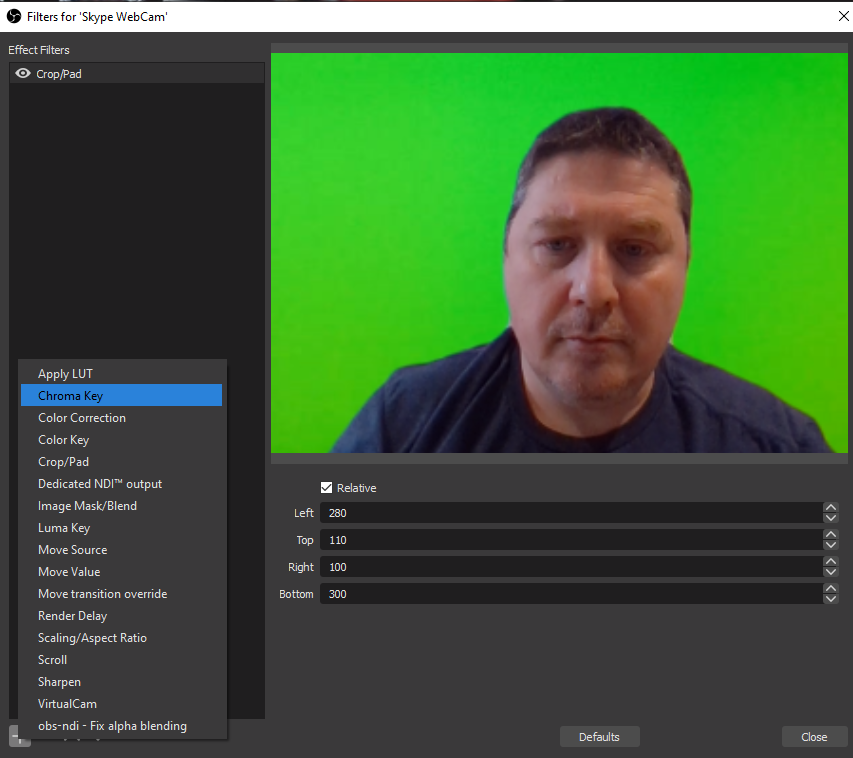 Filters for 'Skype WebCam'
Effect Filters
Crop/Pad
Apply LUT
Chroma Key
Color Correction
Color Key
Crop/Pad
Dedicated NDI™ output
Image Mask/Blend
Luma Key
Move Source
Move Value
Move transition override
Render Delay
Scaling/Aspect Ratio
Scroll
Sharpen
VirtualCam
obs-ndi - Fix alpha blending
Relative
Left 280
Top 110
Right 100
Bottom 300
Defaults
Close